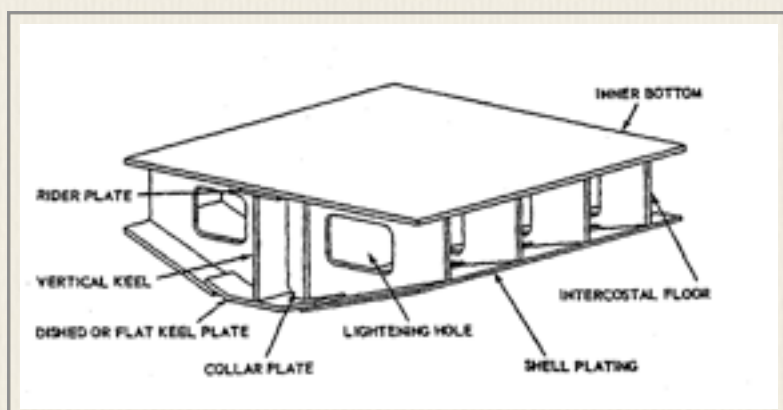 INNER BOTTOM
RIDER PLATE
VERTICAL KEEL
INTERCOSTAL FLOOR
DISHED OR FLAT KEEL PLATE
LIGHTENING HOLE
COLLAR PLATE
SHELL PLATING